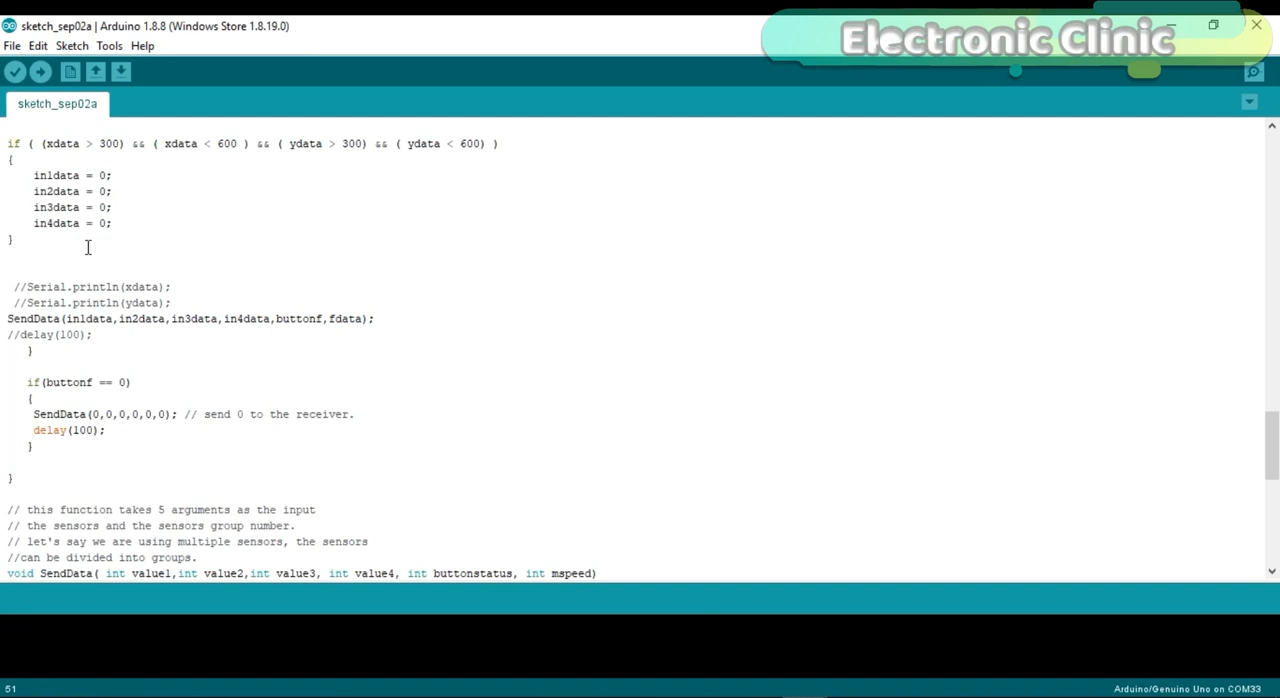 sketch_sep02a | Arduino 1.8.8 (Windows Store 1.8.19.0)
Electronic Clinic
File Edit Sketch Tools Help
sketch_sep02a
if ( (xdata > 300) && ( xdata < 600 ) && ( ydata > 300) && ( ydata < 600) )
{
in1data = 0;
in2data = 0;
in3data = 0;
in4data = 0;
}
//Serial.println(xdata);
//Serial.println(ydata);
SendData(in1data,in2data,in3data,in4data,buttonf,fdata);
//delay(100);
}
if(buttonf == 0)
{
SendData(0,0,0,0,0,0); // send 0 to the receiver.
delay(100);
}
}
// this function takes 5 arguments as the input
// the sensors and the sensors group number.
// let's say we are using multiple sensors, the sensors
//can be divided into groups.
void SendData( int value1,int value2,int value3, int value4, int buttonstatus, int mspeed)
51
Arduino/Genuino Uno on COM33